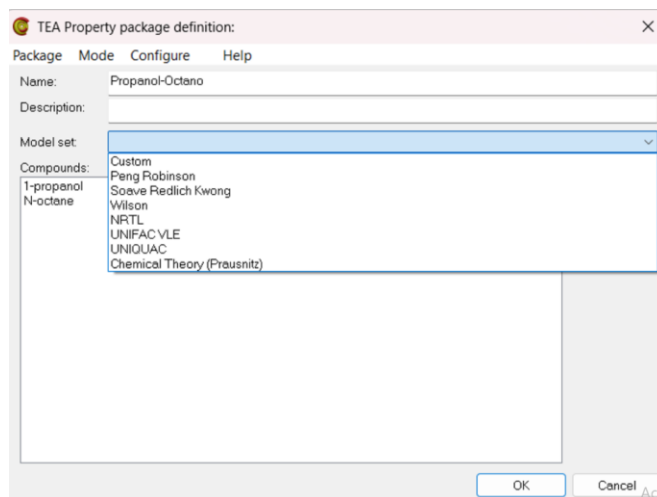 TEA Property package definition:
Package Mode Configure Help
Name: Propanol-Octano
Description:
Model set:
Compounds:
Custom
Peng Robinson
Soave Redlich Kwong
Wilson
NRTL
UNIFAC VLE
UNIQUAC
Chemical Theory (Prausnitz)
1-propanol
N-octane
OK Cancel